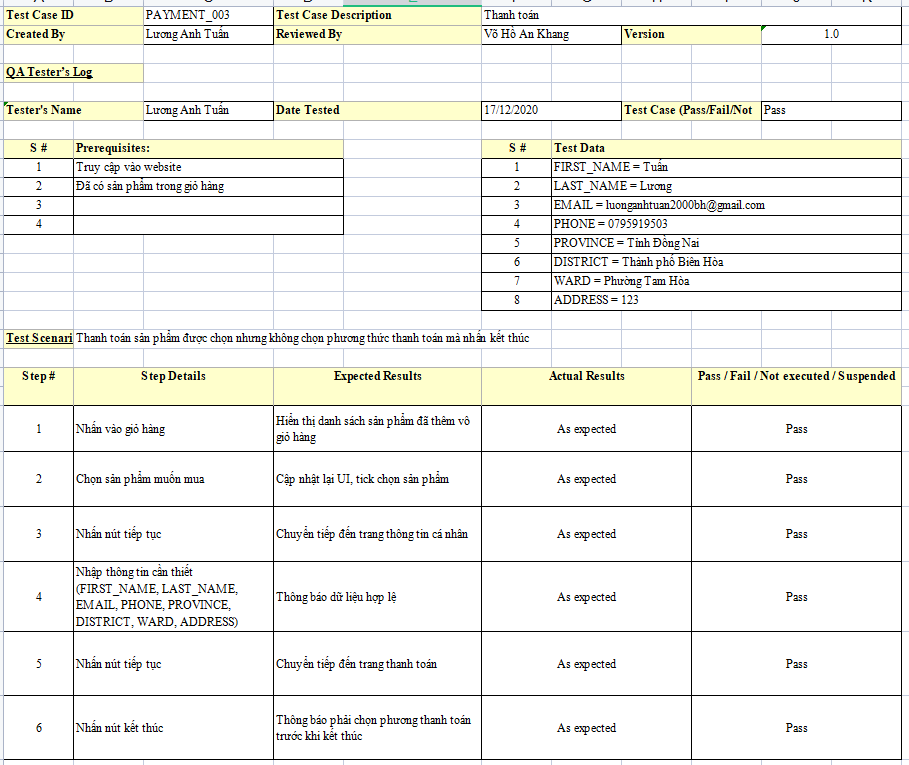 Test Case ID PAYMENT_003 Test Case Description Thanh toán
Created By Lương Anh Tuấn Reviewed By Võ Hồ An Khang Version 1.0
QA Tester's Log
Tester's Name Lương Anh Tuấn Date Tested 17/12/2020 Test Case (Pass/Fail/Not Pass
S # Prerequisites: S # Test Data
1 Truy cập vào website 1 FIRST_NAME = Tuấn
2 Đã có sản phẩm trong giỏ hàng 2 LAST_NAME = Lương
3 3 EMAIL = luonganhtuan2000bh@gmail.com
4 4 PHONE = 0795919503
5 PROVINCE = Tỉnh Đồng Nai
6 DISTRICT = Thành phố Biên Hòa
7 WARD = Phường Tam Hòa
8 ADDRESS = 123
Test Scenari Thanh toán sản phẩm được chọn nhưng không chọn phương thức thanh toán mà nhấn kết thúc
Step # Step Details Expected Results Actual Results Pass / Fail / Not executed / Suspended
1 Nhấn vào giỏ hàng Hiển thị danh sách sản phẩm đã thêm vô
giỏ hàng As expected Pass
2 Chọn sản phẩm muốn mua Cập nhật lại UI, tick chọn sản phẩm As expected Pass
3 Nhấn nút tiếp tục Chuyển tiếp đến trang thông tin cá nhân As expected Pass
4 Nhập thông tin cần thiết
(FIRST_NAME, LAST_NAME,
EMAIL, PHONE, PROVINCE,
DISTRICT, WARD, ADDRESS) Thông báo dữ liệu hợp lệ As expected Pass
5 Nhấn nút tiếp tục Chuyển tiếp đến trang thanh toán As expected Pass
6 Nhấn nút kết thúc Thông báo phải chọn phương thanh toán
trước khi kết thúc As expected Pass